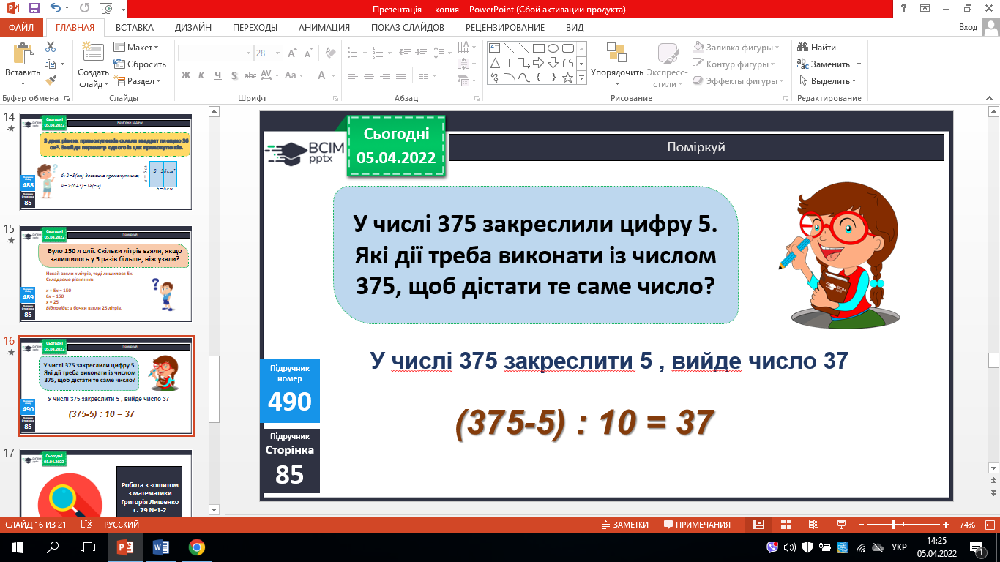 Презентація — копия - PowerPoint (Сбой активации продукта)
ФАЙЛ ГЛАВНАЯ ВСТАВКА ДИЗАЙН ПЕРЕХОДЫ АНИМАЦИЯ ПОКАЗ СЛАЙДОВ РЕЦЕНЗИРОВАНИЕ ВИД Вход
Вставить
Буфер обмена
Создать слайд
Макет
Сбросить
Раздел
Слайды
28
Ж К Ч S abc AV Aa A
Шрифт
Абзац
Упорядочить
Экспресс-стили
Заливка фигуры
Контур фигуры
Эффекты фигуры
Рисование
Найти
Заменить
Выделить
Редактирование
14
Сьогодні
05.04.2022
Розв'яжи задачу
З двох рівних прямокутників склали квадрат площею 36
см². Знайди периметр одного із цих прямокутників.
6 : 2=3(см) довжина прямокутника;
P=2·(6+3)=18(см)
a = 6 см
S=36см²
b = 6см
488
85
15
Сьогодні
05.04.2022
Поміркуй
Було 150 л олії. Скільки літрів взяли, якщо
залишилось у 5 разів більше, ніж узяли?
Нехай взяли х літрів, тоді лишилося 5х.
Складаємо рівняння:
х + 5х = 150
6х = 150
х = 25
Відповідь: з бочки взяли 25 літрів.
489
85
16
Сьогодні
05.04.2022
Поміркуй
У числі 375 закреслили цифру 5.
Які дії треба виконати із числом
375, щоб дістати те саме число?
У числі 375 закреслити 5 , вийде число 37
(375-5) : 10 = 37
490
85
17
Сьогодні
05.04.2022
Робота з зошитом
з математики
Григорія Лишенко
с. 79 №1-2
ВСІМ
pptx
Сьогодні
05.04.2022
Поміркуй
У числі 375 закреслили цифру 5.
Які дії треба виконати із числом
375, щоб дістати те саме число?
У числі 375 закреслити 5 , вийде число 37
(375-5) : 10 = 37
Підручник
номер
490
Підручник
Сторінка
85
СЛАЙД 16 ИЗ 21 РУССКИЙ ЗАМЕТКИ ПРИМЕЧАНИЯ 74%
УКР
14:25
05.04.2022
1